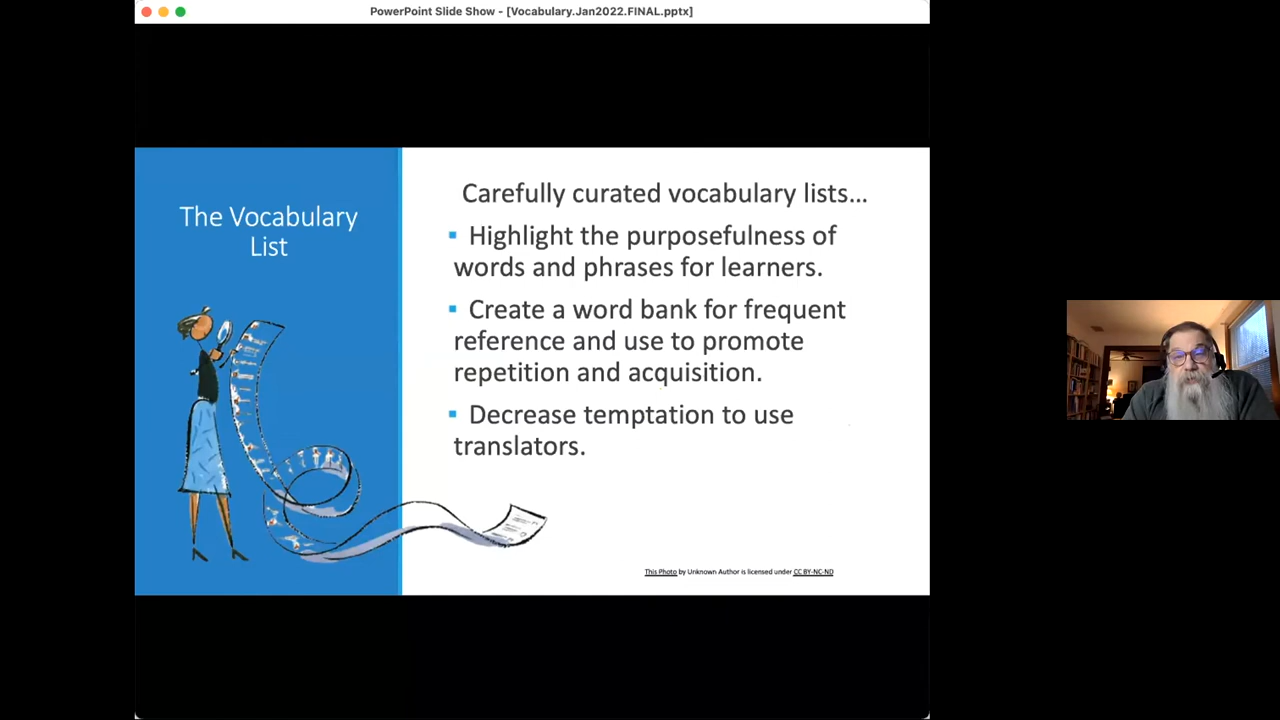 PowerPoint Slide Show - [Vocabulary.Jan2022.FINAL.pptx]
The Vocabulary
List
Carefully curated vocabulary lists...
▪ Highlight the purposefulness of
words and phrases for learners.
▪ Create a word bank for frequent
reference and use to promote
repetition and acquisition.
▪ Decrease temptation to use
translators.
This Photo by Unknown Author is licensed under CC BY-NC-ND